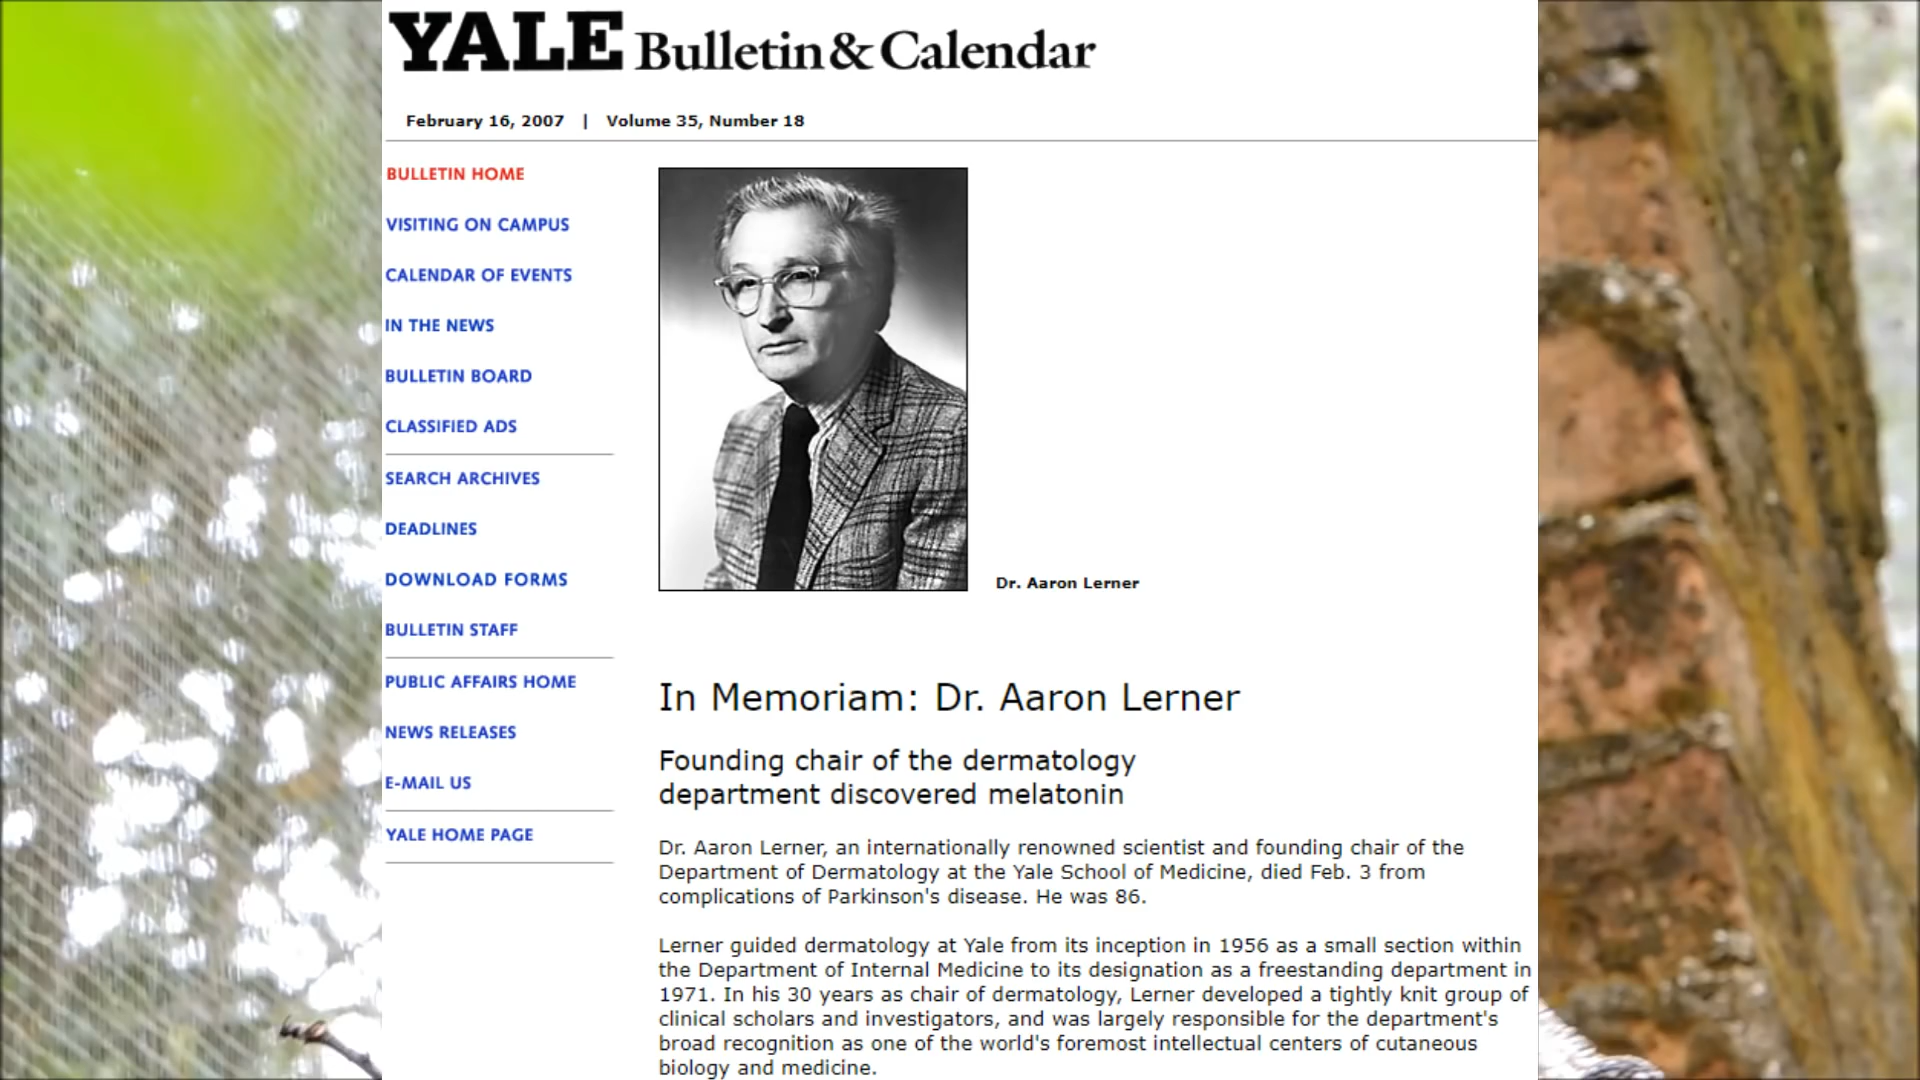 YALE Bulletin & Calendar
February 16, 2007 | Volume 35, Number 18
BULLETIN HOME
VISITING ON CAMPUS
CALENDAR OF EVENTS
IN THE NEWS
BULLETIN BOARD
CLASSIFIED ADS
SEARCH ARCHIVES
DEADLINES
DOWNLOAD FORMS
BULLETIN STAFF
PUBLIC AFFAIRS HOME
NEWS RELEASES
E-MAIL US
YALE HOME PAGE
Dr. Aaron Lerner
In Memoriam: Dr. Aaron Lerner
Founding chair of the dermatology
department discovered melatonin
Dr. Aaron Lerner, an internationally renowned scientist and founding chair of the
Department of Dermatology at the Yale School of Medicine, died Feb. 3 from
complications of Parkinson's disease. He was 86.
Lerner guided dermatology at Yale from its inception in 1956 as a small section within
the Department of Internal Medicine to its designation as a freestanding department in
1971. In his 30 years as chair of dermatology, Lerner developed a tightly knit group of
clinical scholars and investigators, and was largely responsible for the department's
broad recognition as one of the world's foremost intellectual centers of cutaneous
biology and medicine.